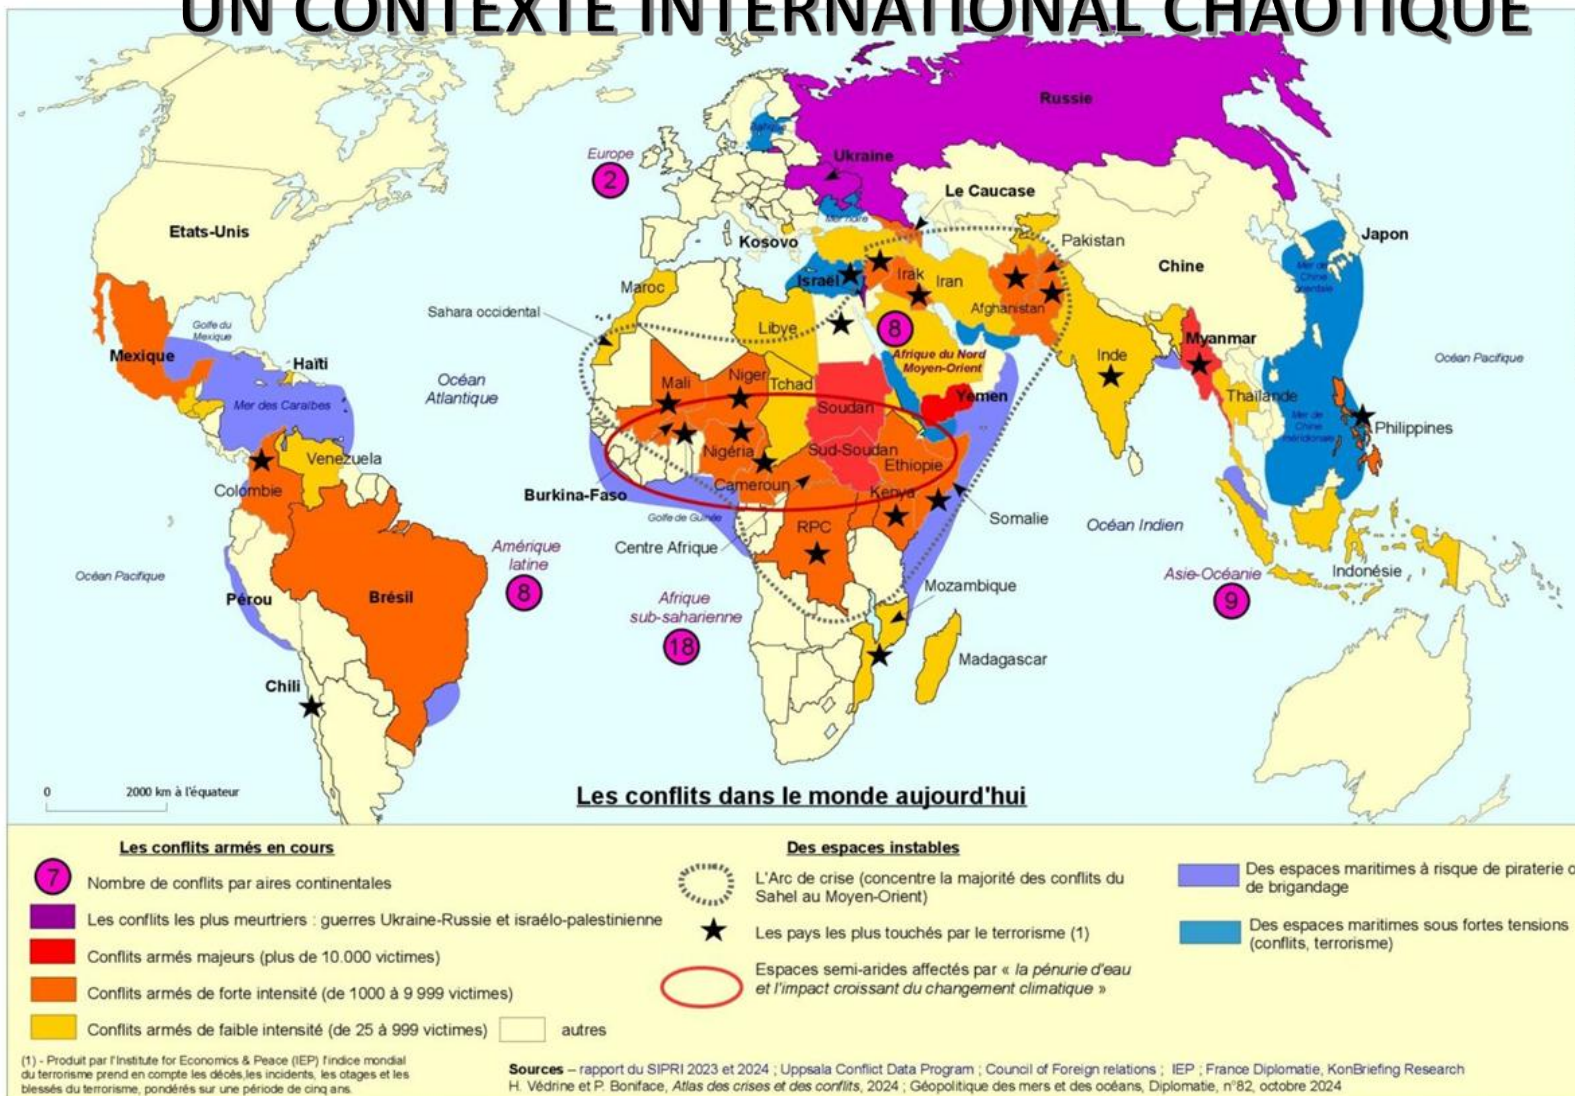 UN CONTEXTE INTERNATIONAL CHAOTIQUE
Russie
Europe
2
Baltique
Ukraine
Le Caucase
Mer noire
Etats-Unis
Kosovo
Pakistan
Japon
Chine
Mer de
Chine
orientale
Israël
Irak
Iran
Maroc
Afghanistan
Sahara occidental
Libye
8
Golfe du
Mexique
Mexique
Haïti
Afrique du Nord
Moyen-Orient
Inde
Myanmar
Océan Pacifique
Océan
Atlantique
Mer des Caraïbes
Mali
Niger
Tchad
Yemen
Thaïlande
Soudan
Mer de
Chine
méridionale
Philippines
Venezuela
Nigéria
Sud-Soudan
Ethiopie
Colombie
Cameroun
Kenya
Burkina-Faso
Golfe de Guinée
Somalie
Océan Indien
RPC
Centre Afrique
Amérique
latine
8
Océan Pacifique
Pérou
Brésil
Afrique
sub-saharienne
18
Mozambique
Asie-Océanie
9
Indonésie
Madagascar
Chili
0 2000 km à l'équateur
Les conflits dans le monde aujourd'hui
Les conflits armés en cours
7 Nombre de conflits par aires continentales
Les conflits les plus meurtriers : guerres Ukraine-Russie et israélo-palestinienne
Conflits armés majeurs (plus de 10.000 victimes)
Conflits armés de forte intensité (de 1000 à 9 999 victimes)
Conflits armés de faible intensité (de 25 à 999 victimes) autres
Des espaces instables
L'Arc de crise (concentre la majorité des conflits du
Sahel au Moyen-Orient)
Les pays les plus touchés par le terrorisme (1)
Espaces semi-arides affectés par « la pénurie d'eau
et l'impact croissant du changement climatique »
Des espaces maritimes à risque de piraterie o
de brigandage
Des espaces maritimes sous fortes tensions
(conflits, terrorisme)
(1) - Produit par l'Institute for Economics & Peace (IEP) l'indice mondial
du terrorisme prend en compte les décès,les incidents, les otages et les
blessés du terrorisme, pondérés sur une période de cinq ans.
Sources – rapport du SIPRI 2023 et 2024 ; Uppsala Conflict Data Program ; Council of Foreign relations ; IEP ; France Diplomatie, KonBriefing Research
H. Védrine et P. Boniface, Atlas des crises et des conflits, 2024 ; Géopolitique des mers et des océans, Diplomatie, n°82, octobre 2024